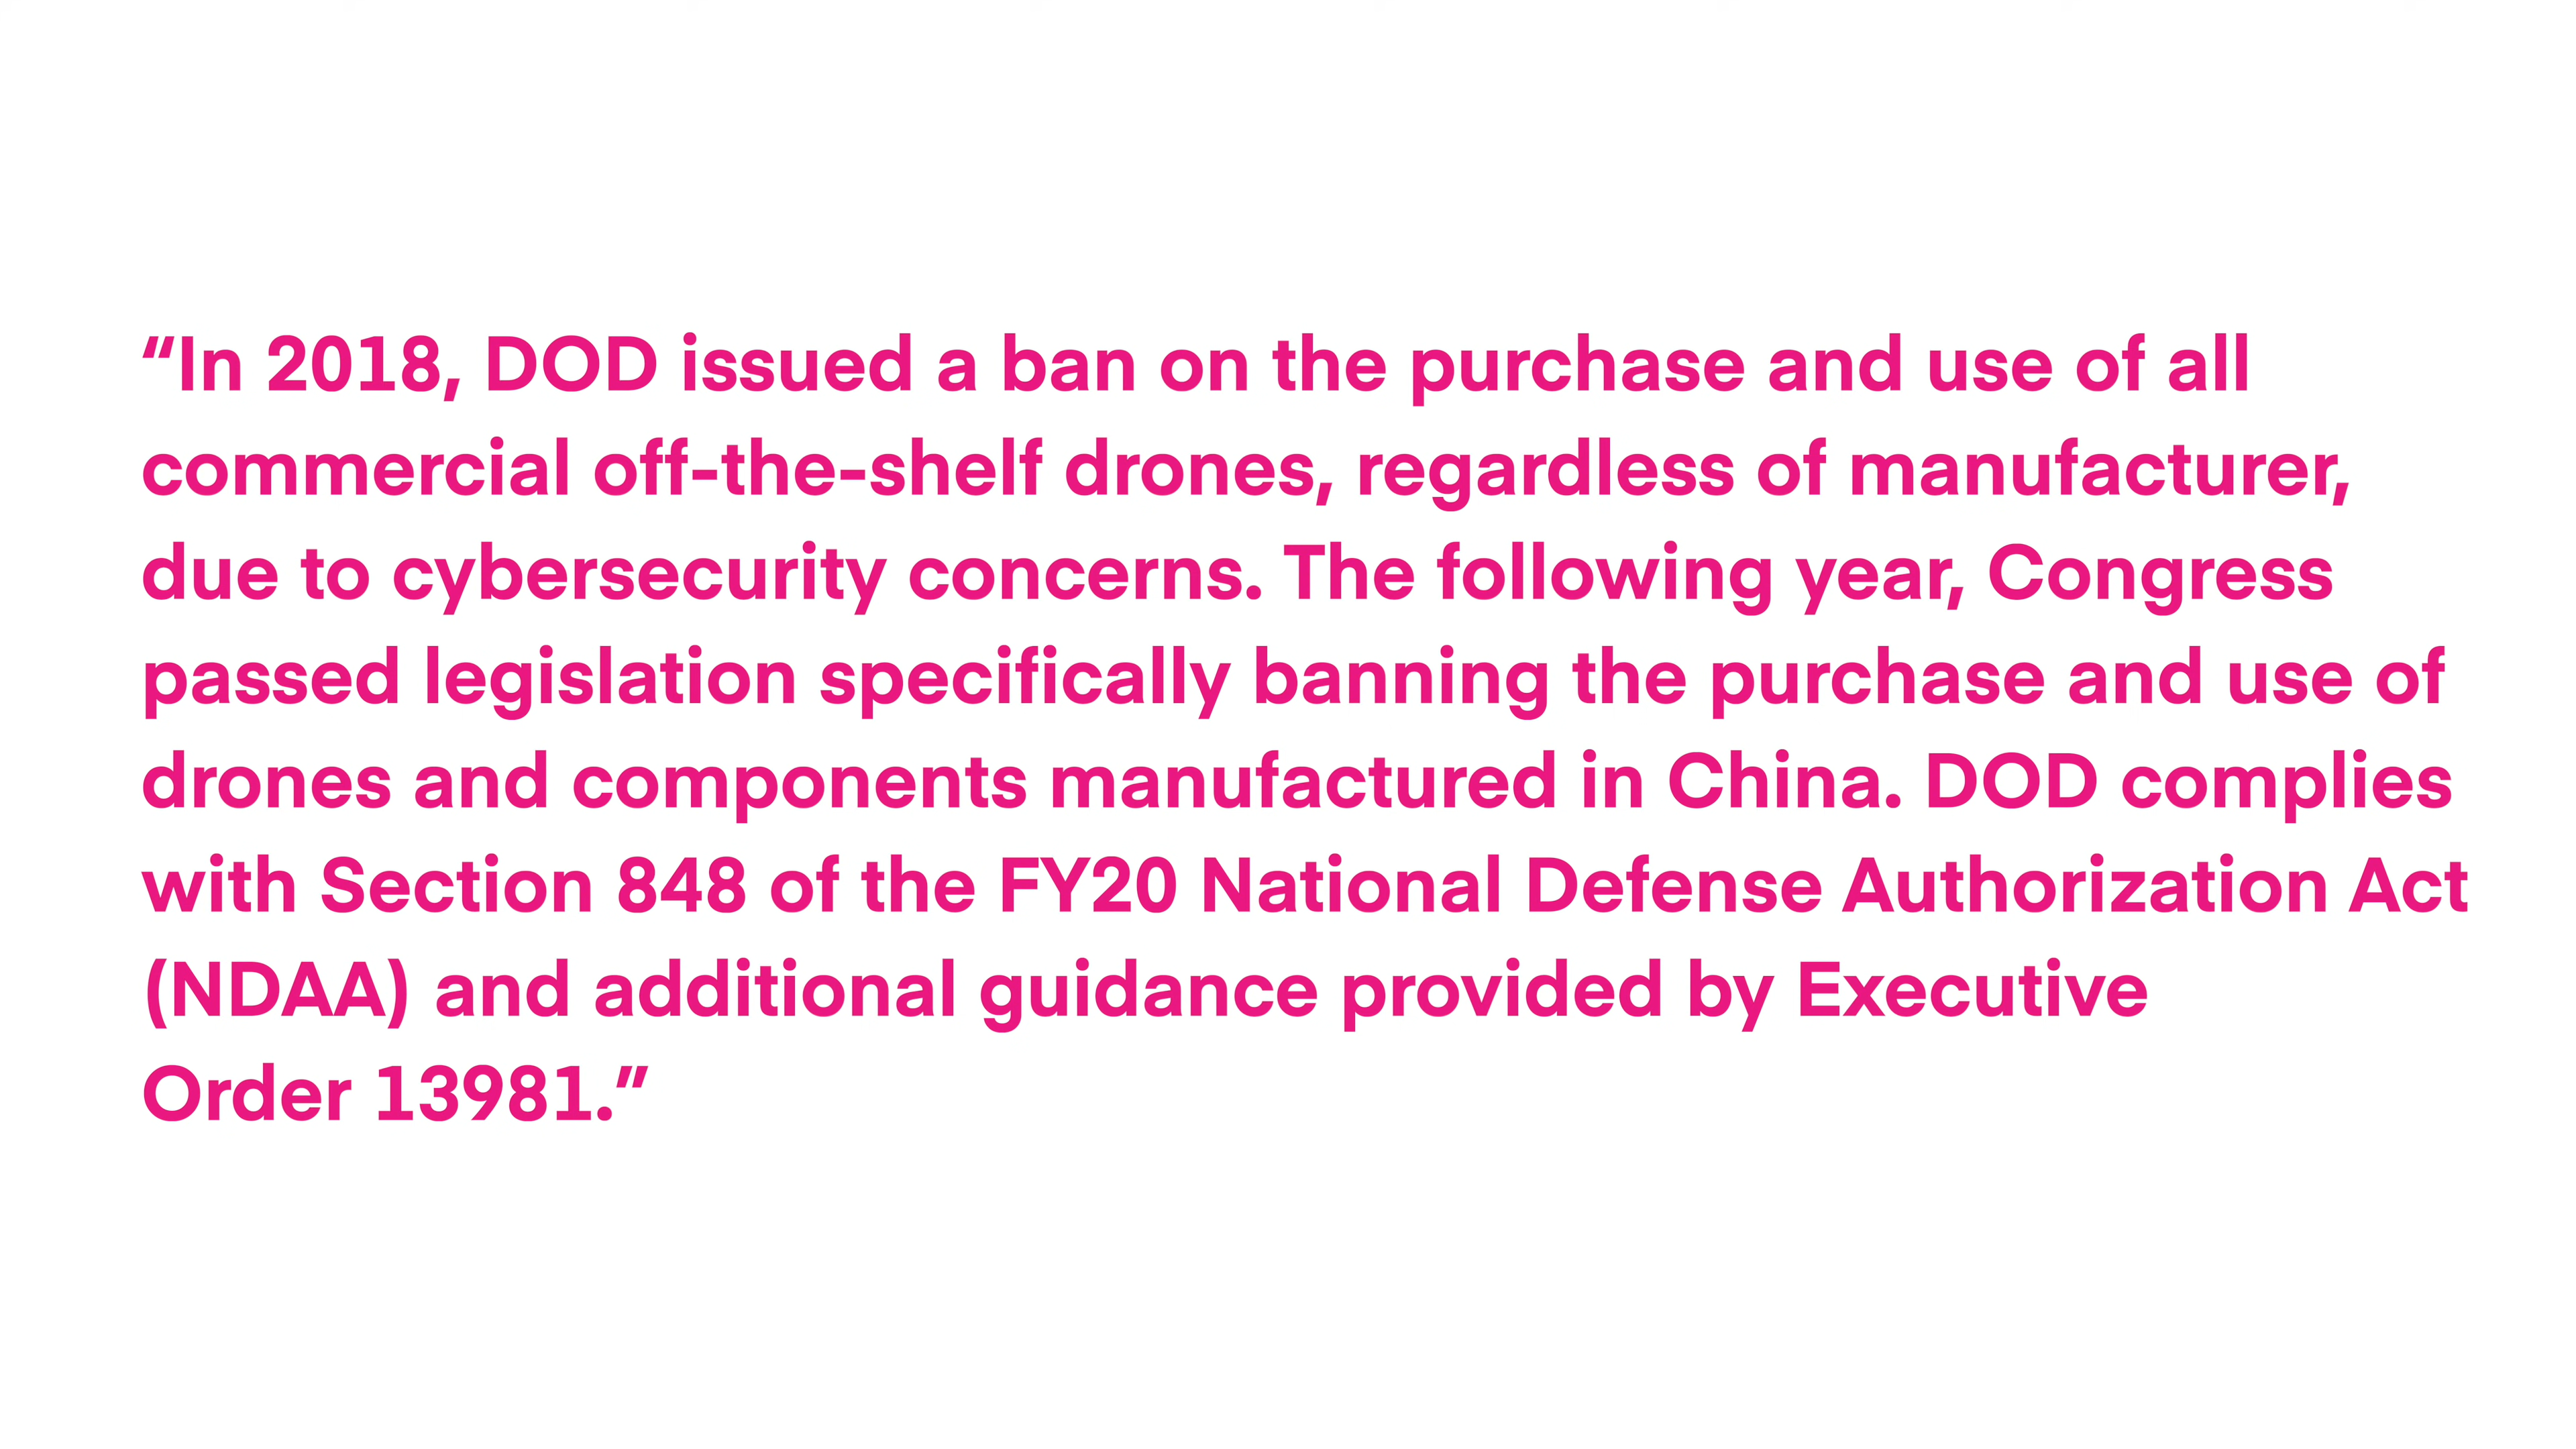 “In 2018, DOD issued a ban on the purchase and use of all
commercial off-the-shelf drones, regardless of manufacturer,
due to cybersecurity concerns. The following year, Congress
passed legislation specifically banning the purchase and use of
drones and components manufactured in China. DOD complies
with Section 848 of the FY20 National Defense Authorization Act
(NDAA) and additional guidance provided by Executive
Order 13981.”